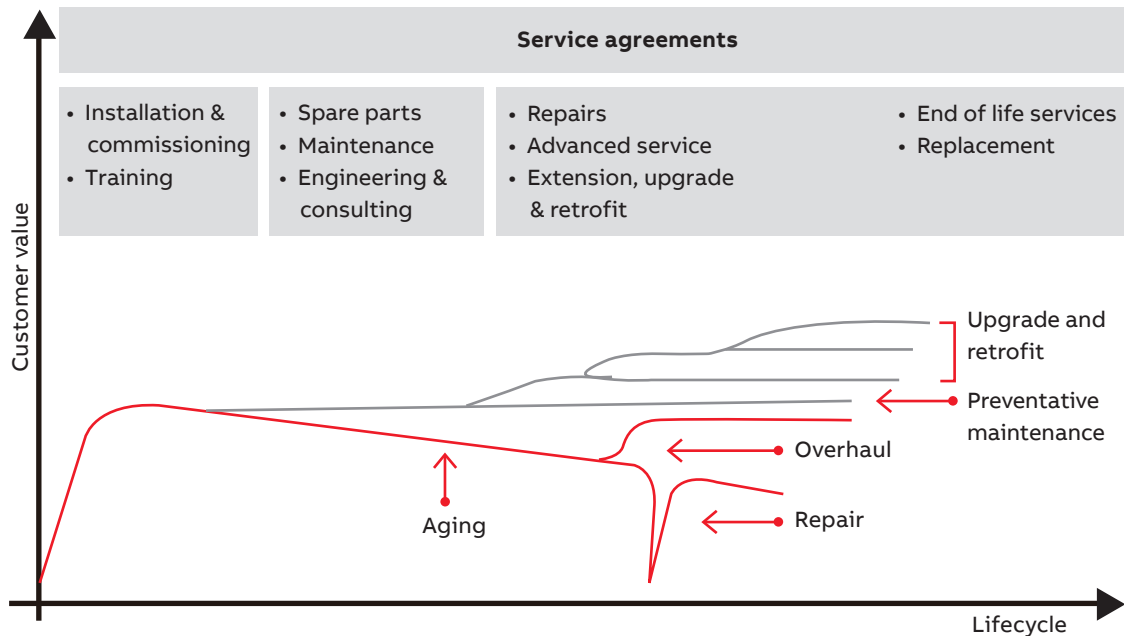 Service agreements
• Installation &
commissioning
• Training
• Spare parts
• Maintenance
• Engineering &
consulting
• Repairs
• Advanced service
• Extension, upgrade
& retrofit
• End of life services
• Replacement
Customer value
Upgrade and
retrofit
Preventative
maintenance
Overhaul
Aging
Repair
Lifecycle